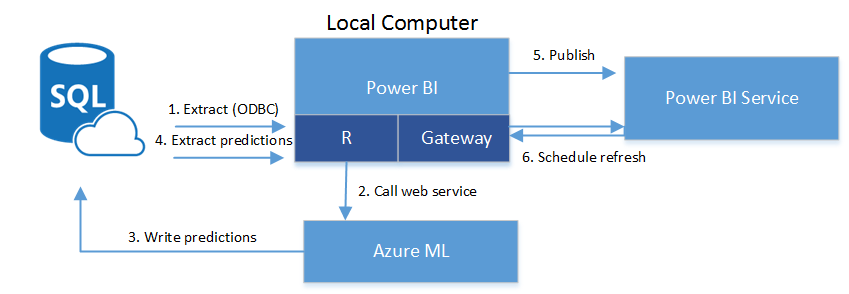 Local Computer
5. Publish
SQL
Power BI
Power BI Service
1. Extract (ODBC)
4. Extract predictions
R
Gateway
6. Schedule refresh
2. Call web service
3. Write predictions
Azure ML